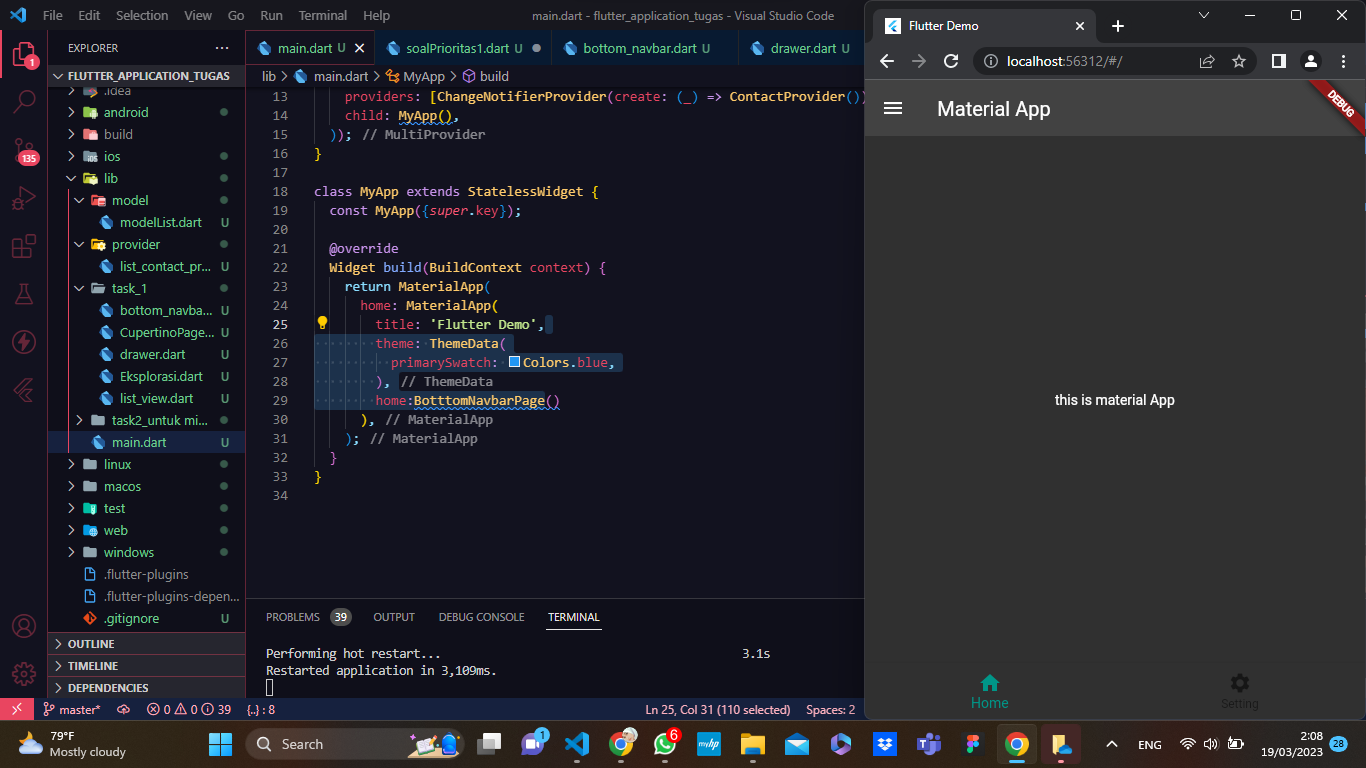 File Edit Selection View Go Run Terminal Help
main.dart - flutter_application_tugas - Visual Studio Code
EXPLORER
FLUTTER_APPLICATION_TUGAS
.idea
android
build
ios
lib
model
modelList.dart U
provider
list_contact_pr... U
task_1
bottom_navba... U
CupertinoPage... U
drawer.dart U
Eksplorasi.dart U
list_view.dart U
task2_untuk mi...
main.dart U
linux
macos
test
web
windows
.flutter-plugins
.flutter-plugins-depen...
.gitignore U
OUTLINE
TIMELINE
DEPENDENCIES
1
135
main.dart U
soalPrioritas1.dart U
bottom_navbar.dart U
drawer.dart U
lib > main.dart > MyApp > build
13 providers: [ChangeNotifierProvider(create: (_) => ContactProvider())
14 child: MyApp(),
15 )); // MultiProvider
16 }
17
18 class MyApp extends StatelessWidget {
19 const MyApp({super.key});
20
21 @override
22 Widget build(BuildContext context) {
23 return MaterialApp(
24 home: MaterialApp(
25 title: 'Flutter Demo',
26 theme: ThemeData(
27 primarySwatch: Colors.blue,
28 ), // ThemeData
29 home:BotttomNavbarPage()
30 ), // MaterialApp
31 ); // MaterialApp
32 }
33 }
34
PROBLEMS 39 OUTPUT DEBUG CONSOLE TERMINAL
Performing hot restart... 3.1s
Restarted application in 3,109ms.
master* 0 0 39 {..} : 8
Ln 25, Col 31 (110 selected) Spaces: 2
Flutter Demo
localhost:56312/#/
Material App
DEBUG
this is material App
Home
Setting
79°F
Mostly cloudy
Search
1
6
ENG
2:08
19/03/2023
28